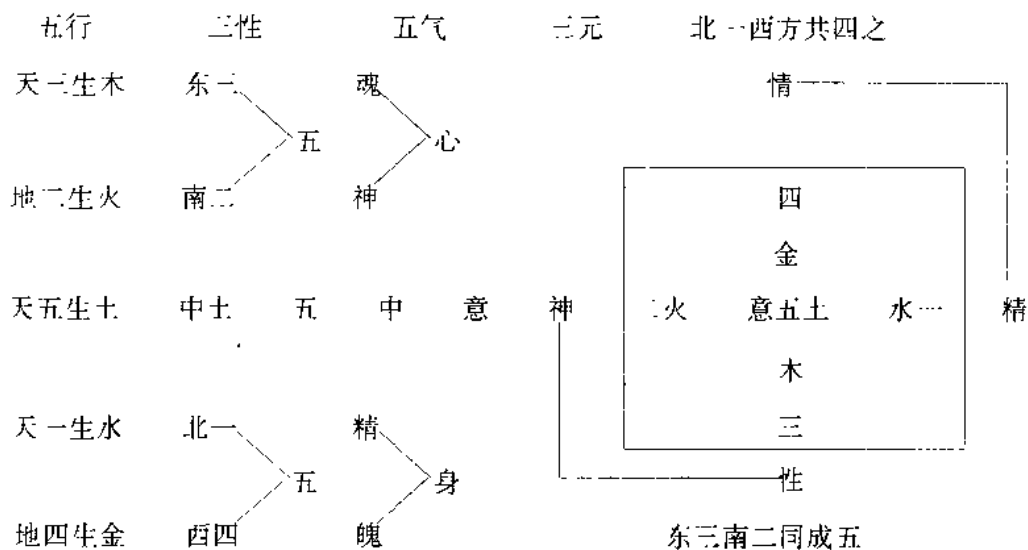 五行 三性 五气 三元 北一西方共四之
天三生木 东三 魂 情
五 心
地二生火 南二 神 四
金
天五生土 中土 五 中 意 神 二火 意五土 水一 精
木
天一生水 北一 精 三
五 身 性
地四生金 西四 魄 东三南二同成五